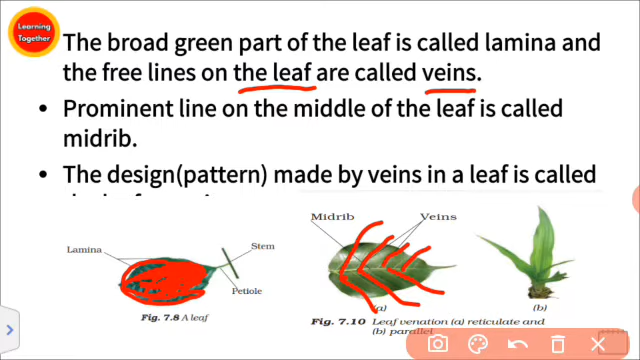 Learning
Together
The broad green part of the leaf is called lamina and
the free lines on the leaf are called veins.
• Prominent line on the middle of the leaf is called
midrib.
• The design(pattern) made by veins in a leaf is called
Midrib
Veins
Lamina
Stem
Petiole
Fig. 7.8 A leaf
(a)
(b)
Fig. 7.10 Leaf venation (a) reticulate and
(b) parallel